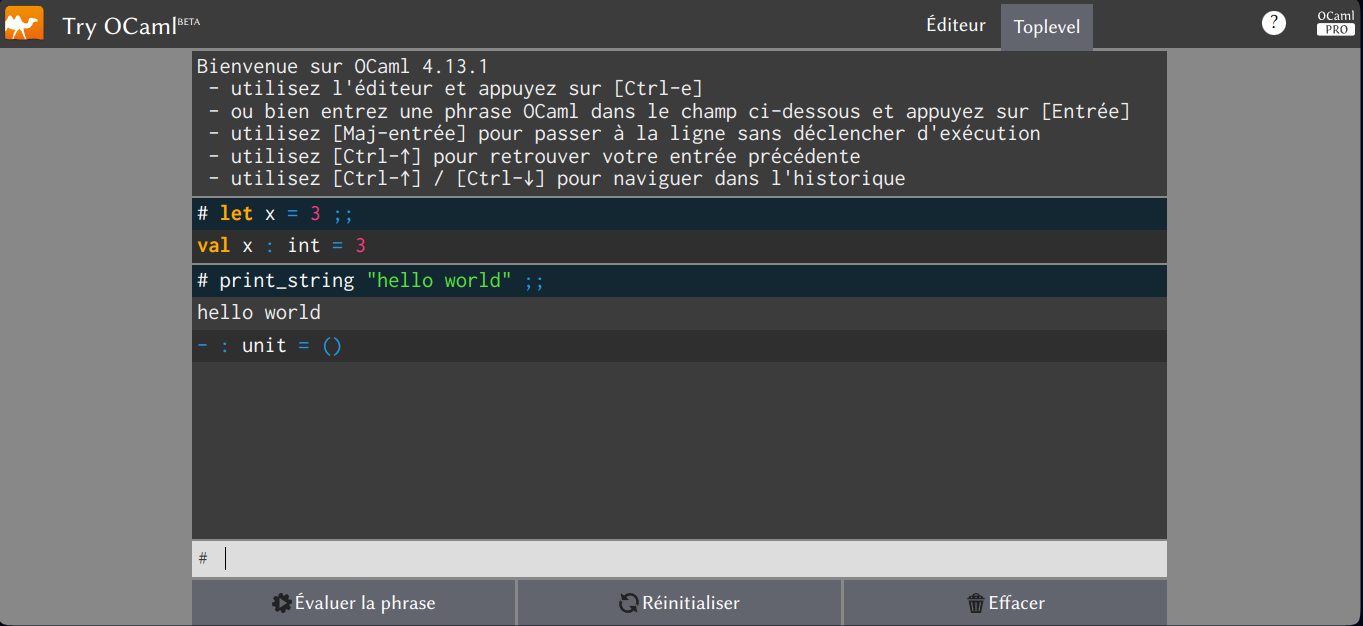 Try OCaml BETA
Éditeur
Toplevel
?
OCaml
PRO
Bienvenue sur OCaml 4.13.1
- utilisez l'éditeur et appuyez sur [Ctrl-e]
- ou bien entrez une phrase OCaml dans le champ ci-dessous et appuyez sur [Entrée]
- utilisez [Maj-entrée] pour passer à la ligne sans déclencher d'exécution
- utilisez [Ctrl-↑] pour retrouver votre entrée précédente
- utilisez [Ctrl-↑] / [Ctrl-↓] pour naviguer dans l'historique
# let x = 3 ;;
val x : int = 3
# print_string "hello world" ;;
hello world
- : unit = ()
#
Évaluer la phrase
Réinitialiser
Effacer